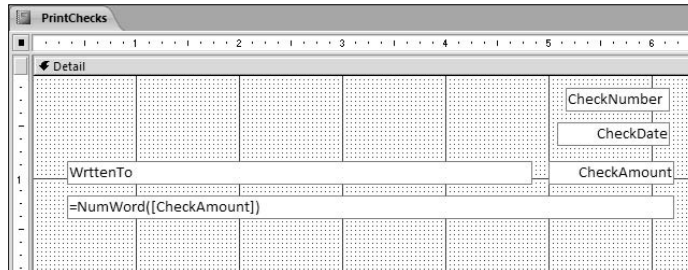 PrintChecks
1 2 3 4 5 6
Detail
CheckNumber
CheckDate
WrttenTo CheckAmount
1
=NumWord([CheckAmount])